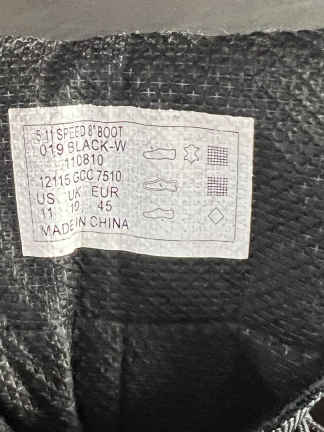 5.11 SPEED 8" BOOT
019 BLACK-W
110810
12115 GCC 7510
US UK EUR
11 10 45
MADE IN CHINA